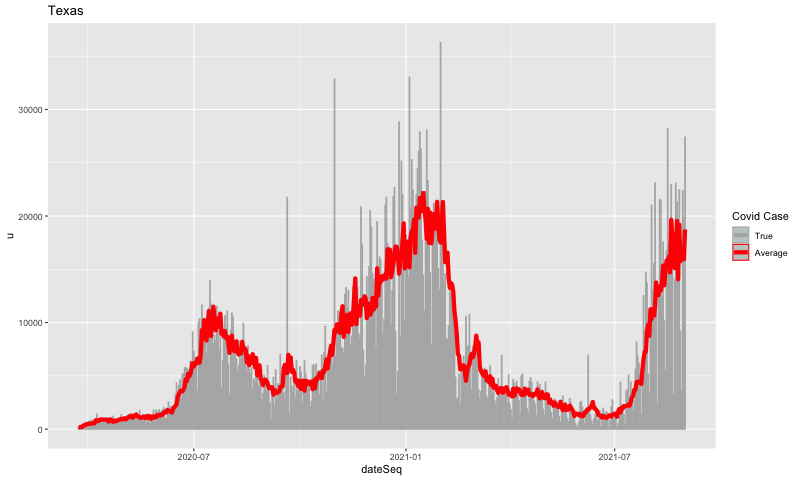 Texas
u
30000
20000
10000
0
2020-07
2021-01
2021-07
dateSeq
Covid Case
True
Average